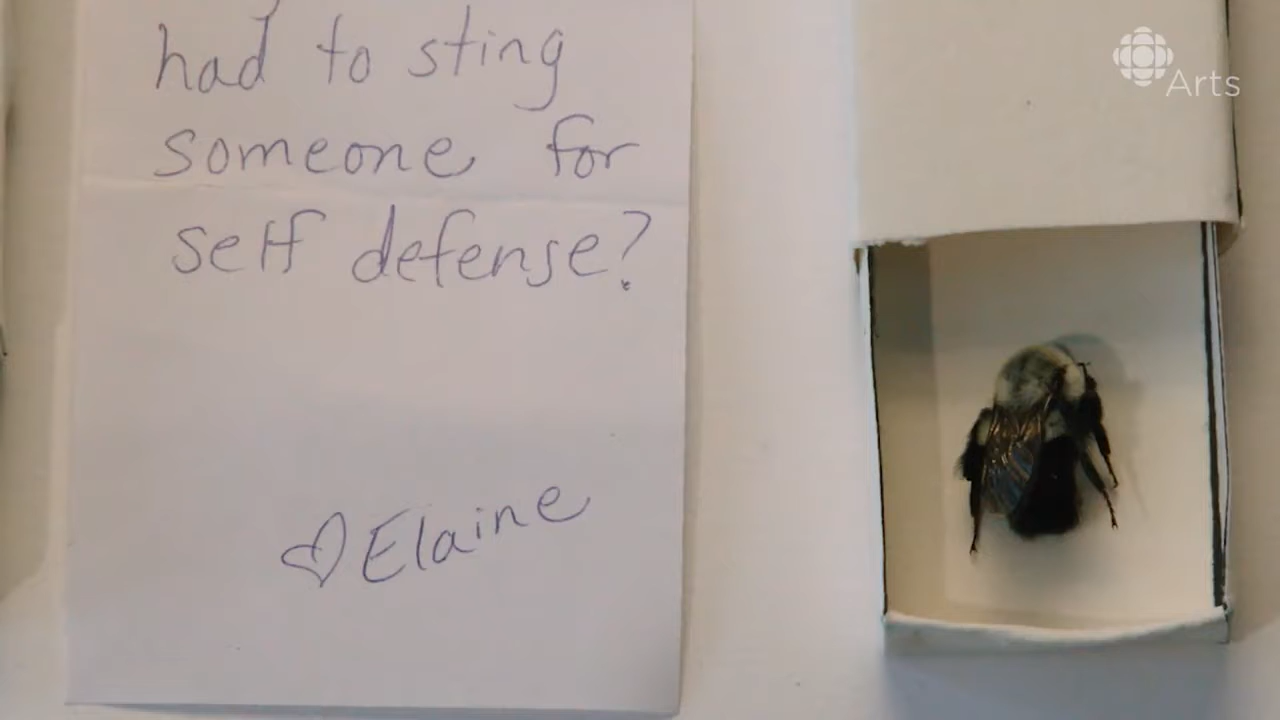 had to sting
someone for
self defense?
♡Elaine
Arts